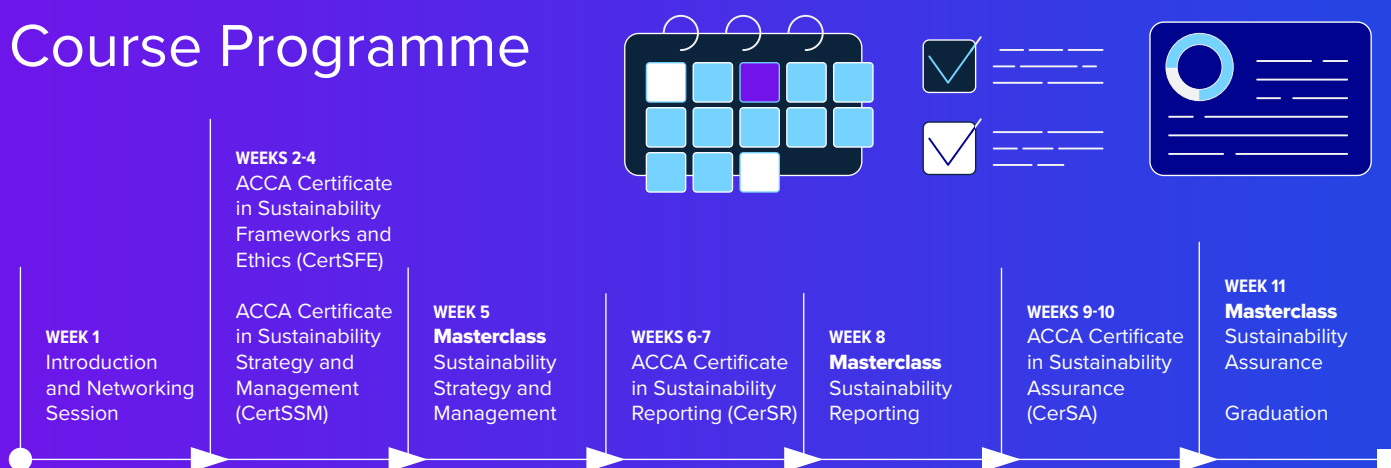 Course Programme
WEEK 1
Introduction
and Networking
Session
WEEKS 2-4
ACCA Certificate
in Sustainability
Frameworks and
Ethics (CertSFE)
ACCA Certificate
in Sustainability
Strategy and
Management
(CertSSM)
WEEK 5
Masterclass
Sustainability
Strategy and
Management
WEEKS 6-7
ACCA Certificate
in Sustainability
Reporting (CerSR)
WEEK 8
Masterclass
Sustainability
Reporting
WEEKS 9-10
ACCA Certificate
in Sustainability
Assurance
(CerSA)
WEEK 11
Masterclass
Sustainability
Assurance
Graduation